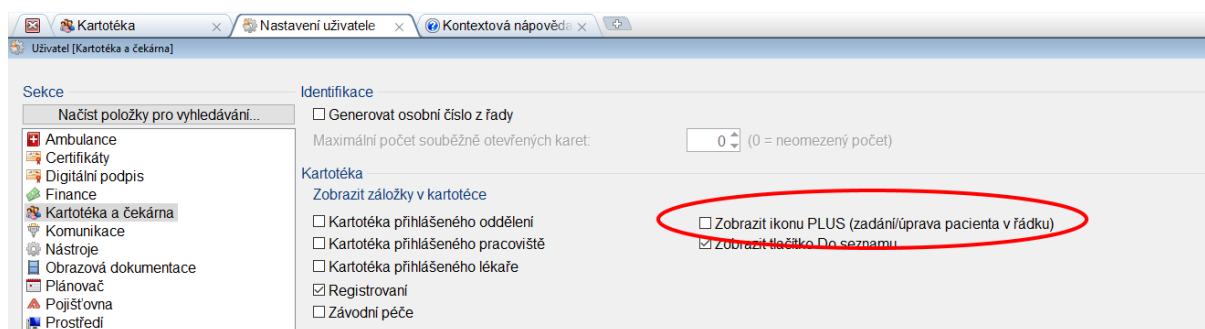 Kartotéka
Nastavení uživatele
Kontextová nápověda
Uživatel [Kartotéka a čekárna]
Sekce
Načíst položky pro vyhledávání...
Ambulance
Certifikáty
Digitální podpis
Finance
Kartotéka a čekárna
Komunikace
Nástroje
Obrazová dokumentace
Plánovač
Pojišťovna
Prostředí
Identifikace
Generovat osobní číslo z řady
Maximální počet souběžně otevřených karet: 0 (0 = neomezený počet)
Kartotéka
Zobrazit záložky v kartotéce
Kartotéka přihlášeného oddělení
Kartotéka přihlášeného pracoviště
Kartotéka přihlášeného lékaře
Registrovaní
Závodní péče
Zobrazit ikonu PLUS (zadání/úprava pacienta v řádku)
Zobrazit tlačítko Do seznamu